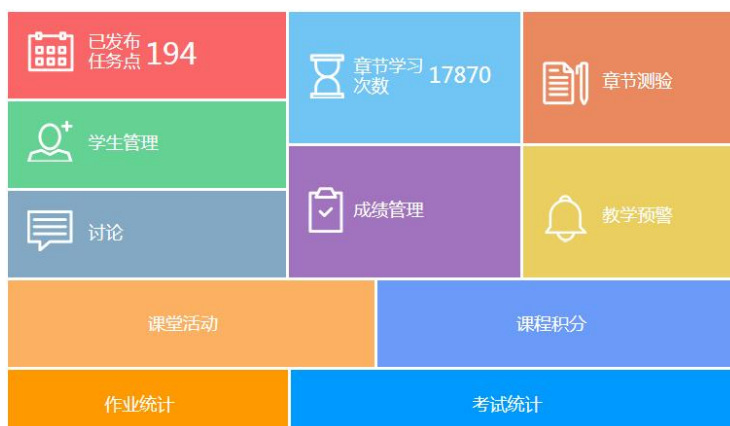 已发布
任务点 194
章节学习
次数 17870
章节测验
学生管理
成绩管理
教学预警
讨论
课堂活动
课程积分
作业统计
考试统计